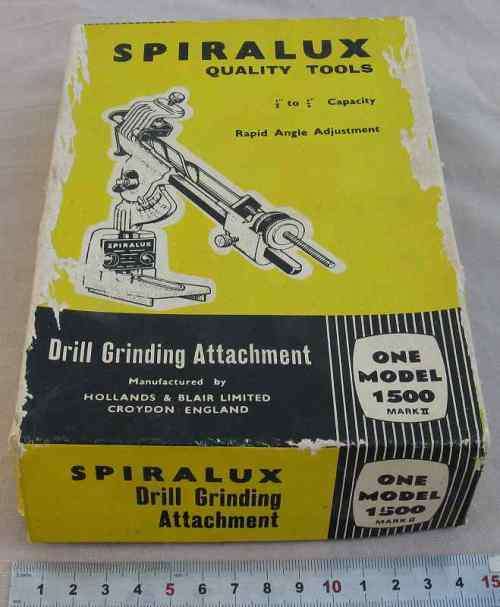 SPIRALUX
QUALITY TOOLS
to
Capacity
Rapid Angle Adjustment
SPIRALUX
Drill Grinding Attachment
Manufactured by
HOLLANDS & BLAIR LIMITED
CROYDON ENGLAND
ONE
MODEL
1500
MARK II
SPIRALUX
Drill Grinding
Attachment
ONE
MODEL
1500
MARK II
1 2 3 4 5 6 7 8 9 10 1 2 3 4 15